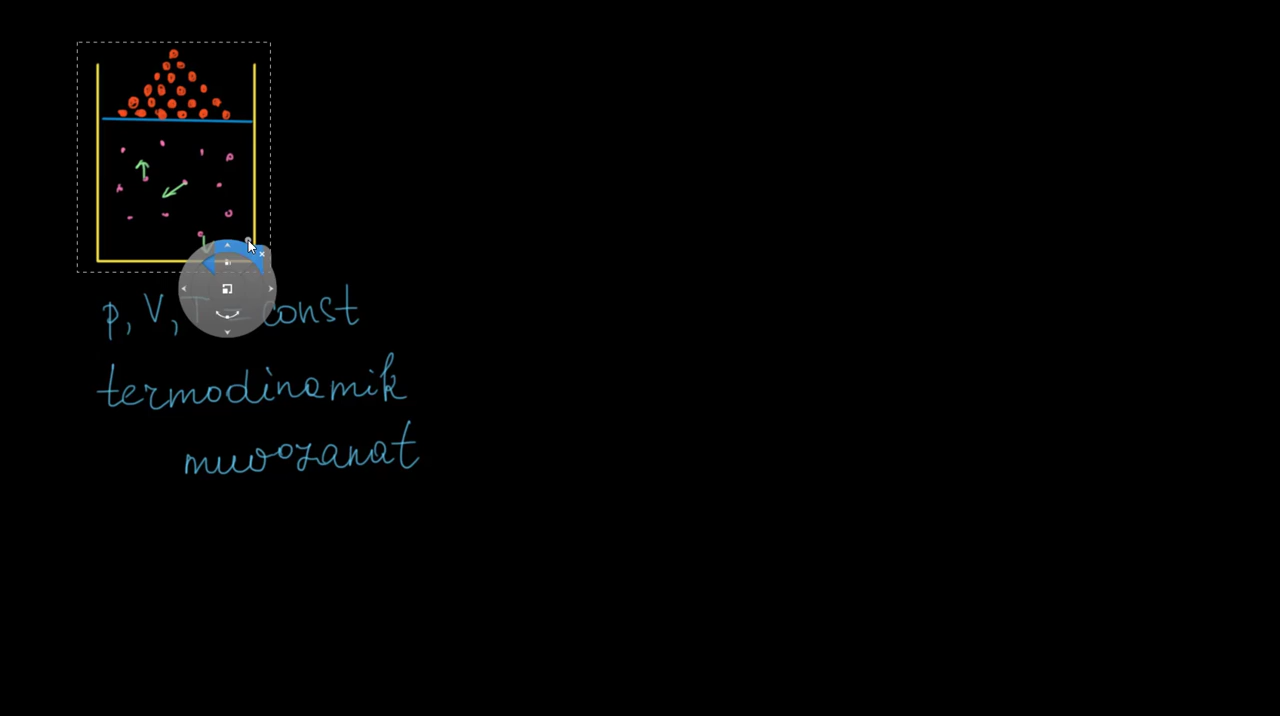 p, V, T = const
termodinamik
muvozanat